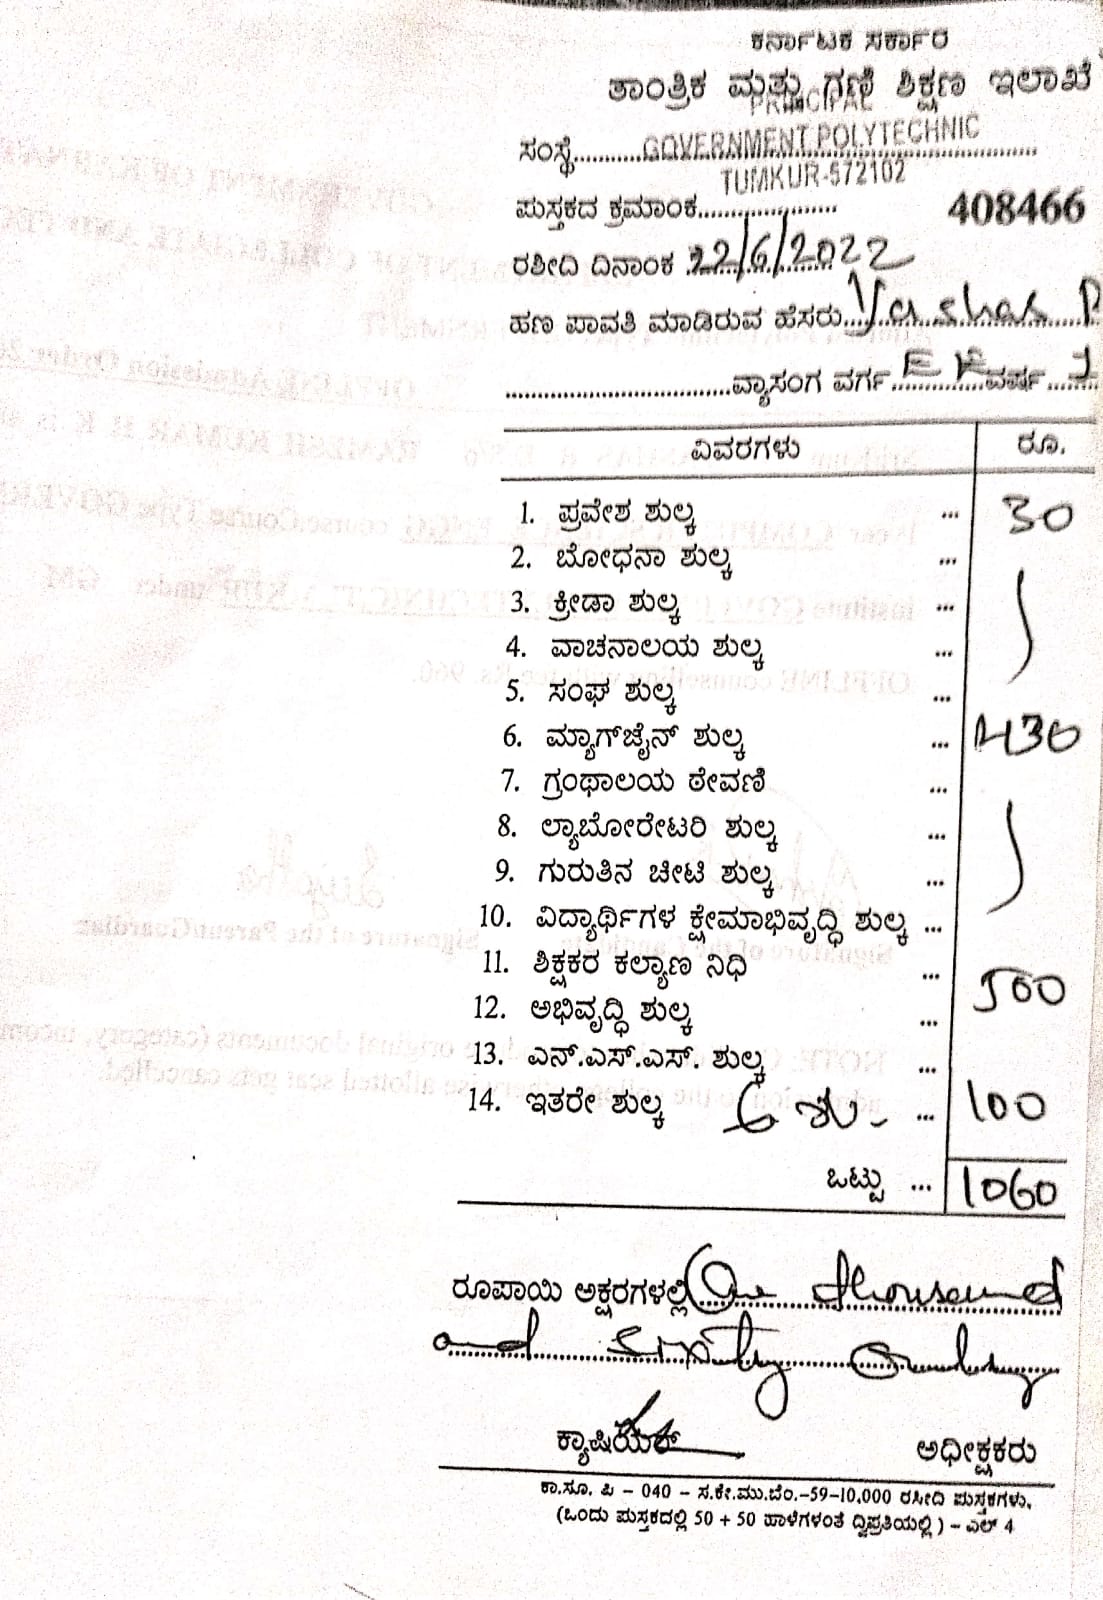 ಕರ್ನಾಟಕ ಸರ್ಕಾರ
ತಾಂತ್ರಿಕ ಮತ್ತು ಗಣಿ ಶಿಕ್ಷಣ ಇಲಾಖೆ
PRINCIPAL
ಸಂಸ್ಥೆ...........GOVERNMENT POLYTECHNIC
TUMKUR-572102
ಪುಸ್ತಕದ ಕ್ರಮಾಂಕ.................... 408466
ರಶೀದಿ ದಿನಾಂಕ 22/6/2022
ಹಣ ಪಾವತಿ ಮಾಡಿರುವ ಹೆಸರು...Yashas
...............................ವ್ಯಾಸಂಗ ವರ್ಗ...............ವರ್ಷ
ವಿವರಗಳು ರೂ.
1. ಪ್ರವೇಶ ಶುಲ್ಕ ... 30
2. ಬೋಧನಾ ಶುಲ್ಕ ...
3. ಕ್ರೀಡಾ ಶುಲ್ಕ ...
4. ವಾಚನಾಲಯ ಶುಲ್ಕ ...
5. ಸಂಘ ಶುಲ್ಕ ...
6. ಮ್ಯಾಗ್‌ಜೈನ್ ಶುಲ್ಕ ... 430
7. ಗ್ರಂಥಾಲಯ ಠೇವಣಿ ...
8. ಲ್ಯಾಬೋರೇಟರಿ ಶುಲ್ಕ ...
9. ಗುರುತಿನ ಚೀಟಿ ಶುಲ್ಕ ...
10. ವಿದ್ಯಾರ್ಥಿಗಳ ಕ್ಷೇಮಾಭಿವೃದ್ಧಿ ಶುಲ್ಕ ...
11. ಶಿಕ್ಷಕರ ಕಲ್ಯಾಣ ನಿಧಿ ... 500
12. ಅಭಿವೃದ್ಧಿ ಶುಲ್ಕ ...
13. ಎನ್.ಎಸ್.ಎಸ್. ಶುಲ್ಕ ...
14. ಇತರೇ ಶುಲ್ಕ ... 100
ಒಟ್ಟು ... 1060
ರೂಪಾಯಿ ಅಕ್ಷರಗಳಲ್ಲಿ One thousand
and sixty only
ಕ್ಯಾಷಿಯರ್ ಅಧೀಕ್ಷಕರು
ಕಾ.ಸೂ. ಪಿ – 040 – ಸ.ಕೇ.ಮು.ಬೆಂ.–59–10,000 ರಸೀದಿ ಪುಸ್ತಕಗಳು,
(ಒಂದು ಪುಸ್ತಕದಲ್ಲಿ 50 + 50 ಹಾಳೆಗಳಂತೆ ದ್ವಿಪ್ರತಿಯಲ್ಲಿ) – ಎಲ್ 4